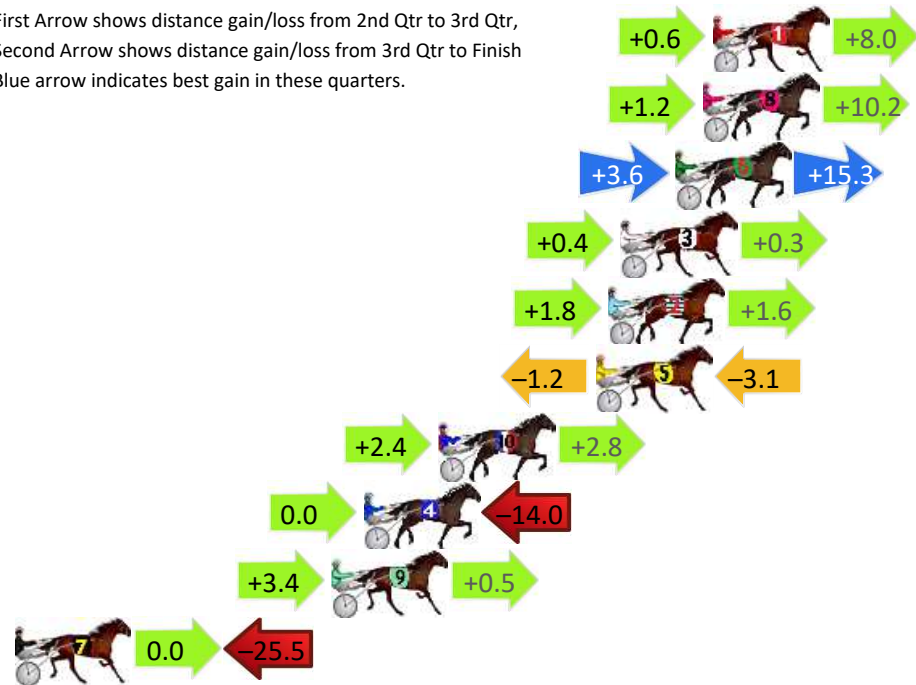 First Arrow shows distance gain/loss from 2nd Qtr to 3rd Qtr,
Second Arrow shows distance gain/loss from 3rd Qtr to Finish
Blue arrow indicates best gain in these quarters.
+0.6 1 +8.0
+1.2 8 +10.2
+3.6 6 +15.3
+0.4 3 +0.3
+1.8 2 +1.6
–1.2 5 –3.1
+2.4 10 +2.8
0.0 4 –14.0
+3.4 9 +0.5
7 0.0 –25.5